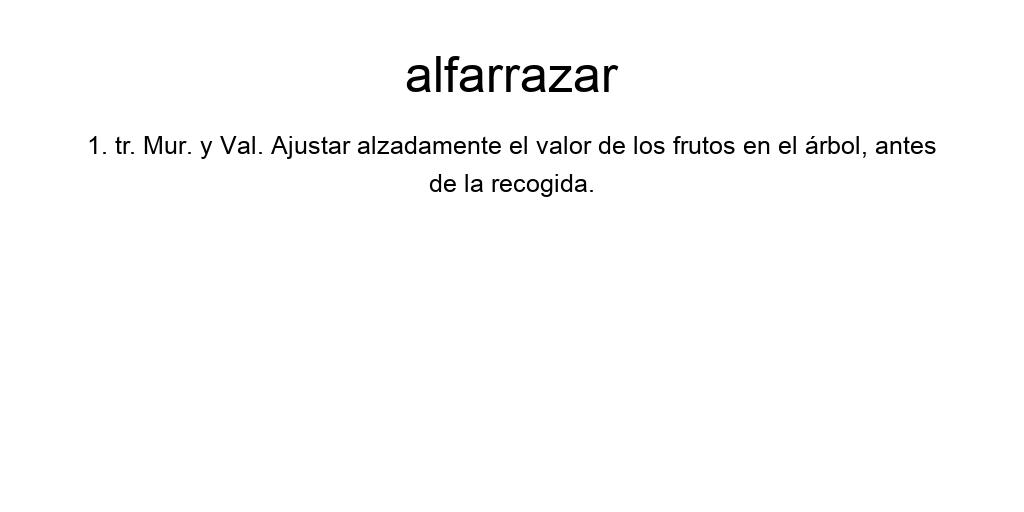 alfarrazar
1. tr. Mur. y Val. Ajustar alzadamente el valor de los frutos en el árbol, antes
de la recogida.